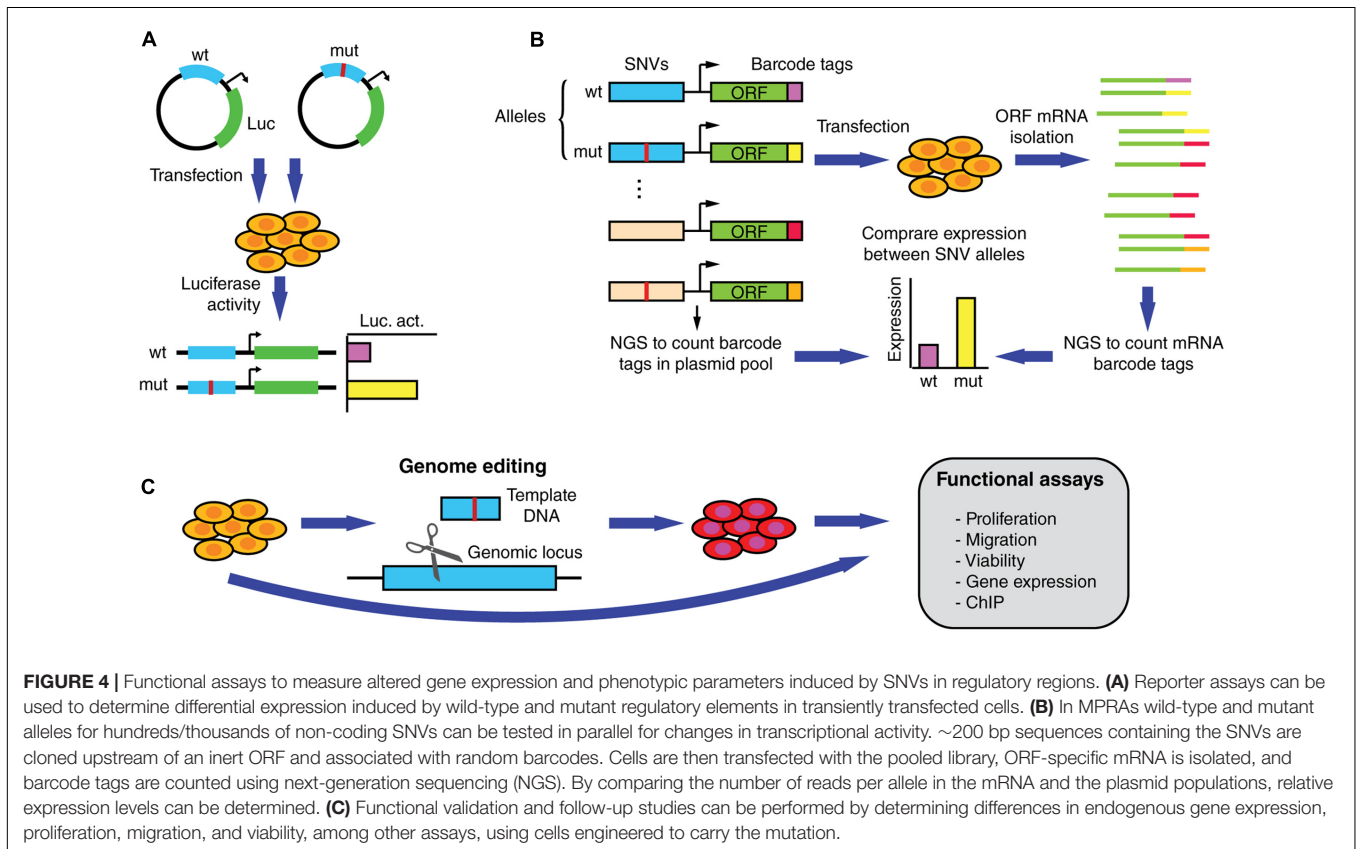 A
wt
mut
Luc
Transfection
Luciferase
activity
Luc. act.
wt
mut
B
SNVs
Barcode tags
Alleles
wt
ORF
mut
ORF
⋮
ORF
ORF
Transfection
ORF mRNA
isolation
Comprare expression
between SNV alleles
Expression
wt
mut
NGS to count barcode
tags in plasmid pool
NGS to count mRNA
barcode tags
C
Genome editing
Template
DNA
Genomic locus
Functional assays
- Proliferation
- Migration
- Viability
- Gene expression
- ChIP
FIGURE 4 | Functional assays to measure altered gene expression and phenotypic parameters induced by SNVs in regulatory regions. (A) Reporter assays can be
used to determine differential expression induced by wild-type and mutant regulatory elements in transiently transfected cells. (B) In MPRAs wild-type and mutant
alleles for hundreds/thousands of non-coding SNVs can be tested in parallel for changes in transcriptional activity. ∼200 bp sequences containing the SNVs are
cloned upstream of an inert ORF and associated with random barcodes. Cells are then transfected with the pooled library, ORF-specific mRNA is isolated, and
barcode tags are counted using next-generation sequencing (NGS). By comparing the number of reads per allele in the mRNA and the plasmid populations, relative
expression levels can be determined. (C) Functional validation and follow-up studies can be performed by determining differences in endogenous gene expression,
proliferation, migration, and viability, among other assays, using cells engineered to carry the mutation.